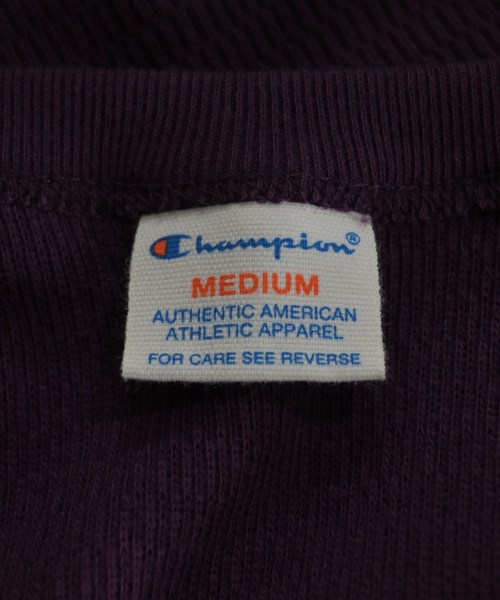 Champion®
MEDIUM
AUTHENTIC AMERICAN
ATHLETIC APPAREL
FOR CARE SEE REVERSE